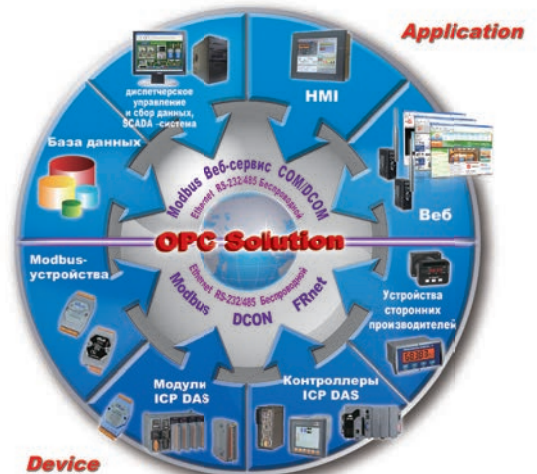 Application
диспетчерское
управление
и сбор данных,
SCADA -система
HMI
База данных
Веб
Modbus Веб-сервис COM/DCOM
Ethernet RS-232/485 Беспроводной
OPC Solution
Ethernet RS-232/485 Беспроводной
Modbus DCON FRnet
Modbus-
устройства
Устройства
сторонних
производителей
Модули
ICP DAS
Контроллеры
ICP DAS
Device